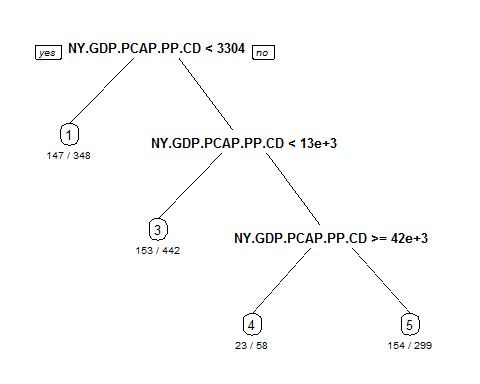 yes NY.GDP.PCAP.PP.CD < 3304 no
1
147 / 348
NY.GDP.PCAP.PP.CD < 13e+3
3
153 / 442
NY.GDP.PCAP.PP.CD >= 42e+3
4 5
23 / 58 154 / 299